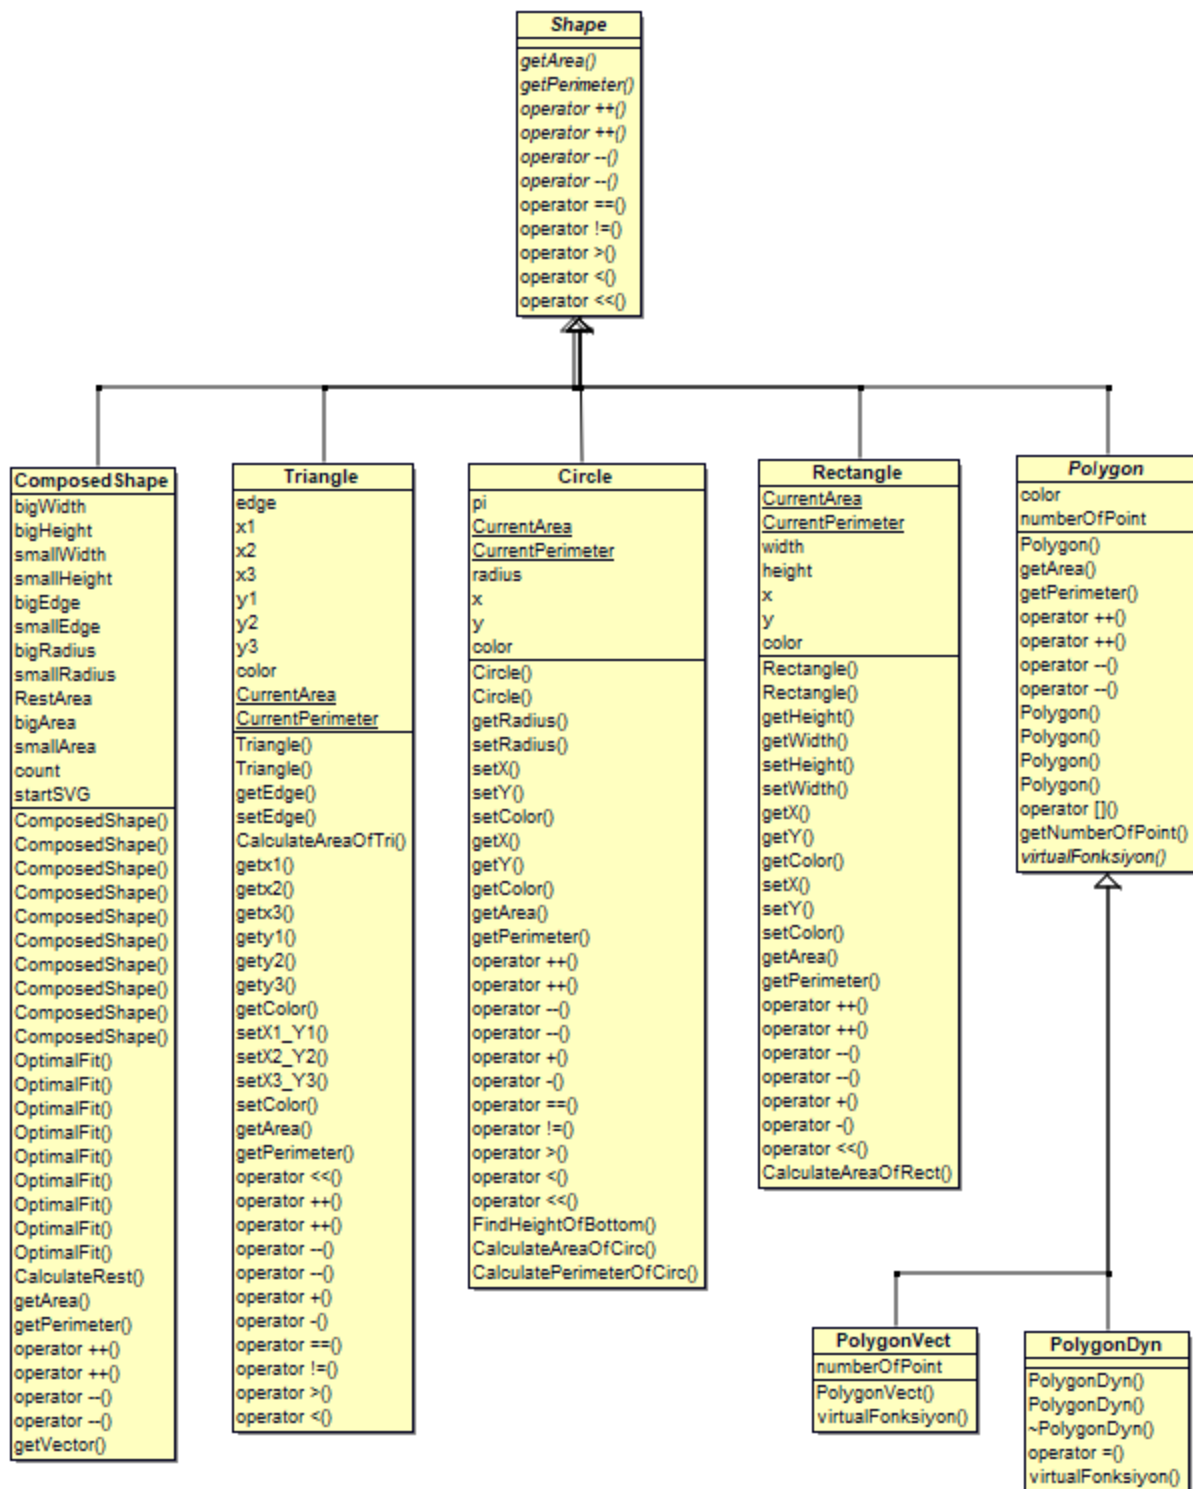 Shape
getArea()
getPerimeter()
operator ++()
operator ++()
operator --()
operator --()
operator ==()
operator !=()
operator >()
operator <()
operator <<()
ComposedShape
bigWidth
bigHeight
smallWidth
smallHeight
bigEdge
smallEdge
bigRadius
smallRadius
RestArea
bigArea
smallArea
count
startSVG
ComposedShape()
ComposedShape()
ComposedShape()
ComposedShape()
ComposedShape()
ComposedShape()
ComposedShape()
ComposedShape()
ComposedShape()
ComposedShape()
OptimalFit()
OptimalFit()
OptimalFit()
OptimalFit()
OptimalFit()
OptimalFit()
OptimalFit()
OptimalFit()
OptimalFit()
CalculateRest()
getArea()
getPerimeter()
operator ++()
operator ++()
operator --()
operator --()
getVector()
Triangle
edge
x1
x2
x3
y1
y2
y3
color
CurrentArea
CurrentPerimeter
Triangle()
Triangle()
getEdge()
setEdge()
CalculateAreaOfTri()
getx1()
getx2()
getx3()
gety1()
gety2()
gety3()
getColor()
setX1_Y1()
setX2_Y2()
setX3_Y3()
setColor()
getArea()
getPerimeter()
operator <<()
operator ++()
operator ++()
operator --()
operator --()
operator +()
operator -()
operator ==()
operator !=()
operator >()
operator <()
Circle
pi
CurrentArea
CurrentPerimeter
radius
x
y
color
Circle()
Circle()
getRadius()
setRadius()
setX()
setY()
setColor()
getX()
getY()
getColor()
getArea()
getPerimeter()
operator ++()
operator ++()
operator --()
operator --()
operator +()
operator -()
operator ==()
operator !=()
operator >()
operator <()
operator <<()
FindHeightOfBottom()
CalculateAreaOfCirc()
CalculatePerimeterOfCirc()
Rectangle
CurrentArea
CurrentPerimeter
width
height
x
y
color
Rectangle()
Rectangle()
getHeight()
getWidth()
setHeight()
setWidth()
getX()
getY()
getColor()
setX()
setY()
setColor()
getArea()
getPerimeter()
operator ++()
operator ++()
operator --()
operator --()
operator +()
operator -()
operator <<()
CalculateAreaOfRect()
Polygon
color
numberOfPoint
Polygon()
getArea()
getPerimeter()
operator ++()
operator ++()
operator --()
operator --()
Polygon()
Polygon()
Polygon()
Polygon()
operator []()
getNumberOfPoint()
virtualFonksiyon()
PolygonVect
numberOfPoint
PolygonVect()
virtualFonksiyon()
PolygonDyn
PolygonDyn()
PolygonDyn()
~PolygonDyn()
operator =()
virtualFonksiyon()